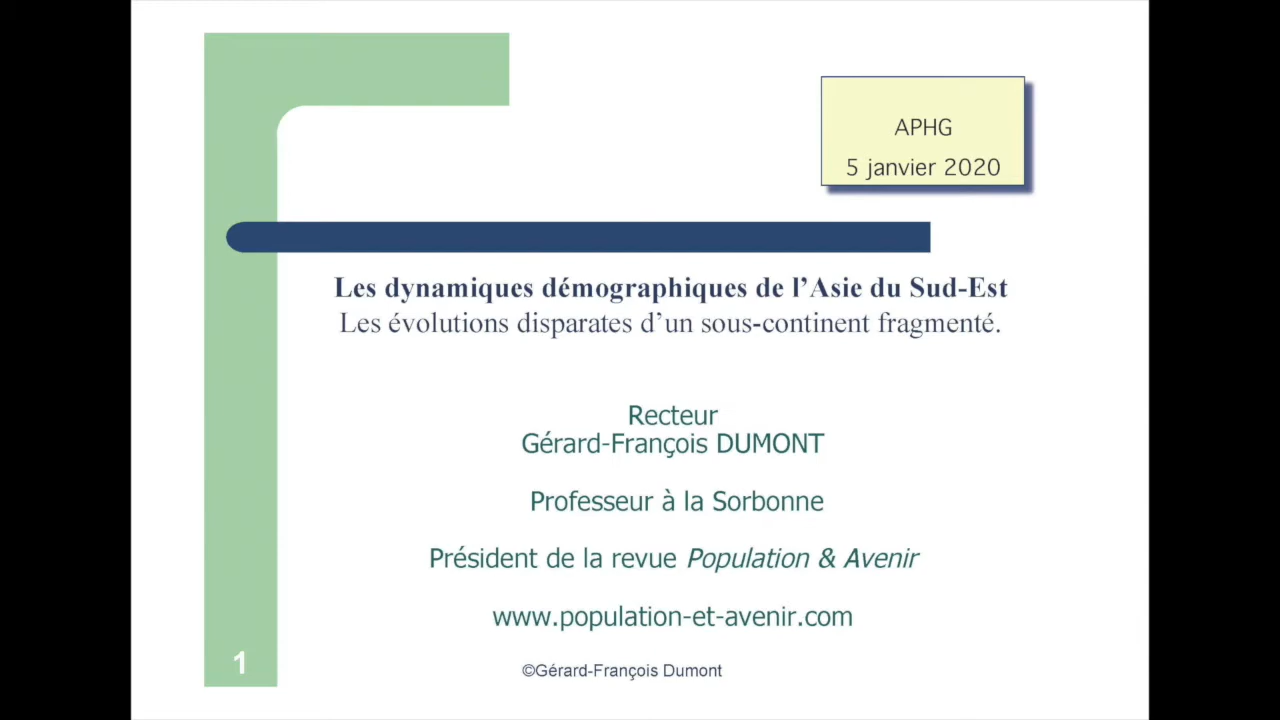 APHG
5 janvier 2020
Les dynamiques démographiques de l’Asie du Sud-Est
Les évolutions disparates d’un sous-continent fragmenté.
Recteur
Gérard-François DUMONT
Professeur à la Sorbonne
Président de la revue Population & Avenir
www.population-et-avenir.com
1
©Gérard-François Dumont